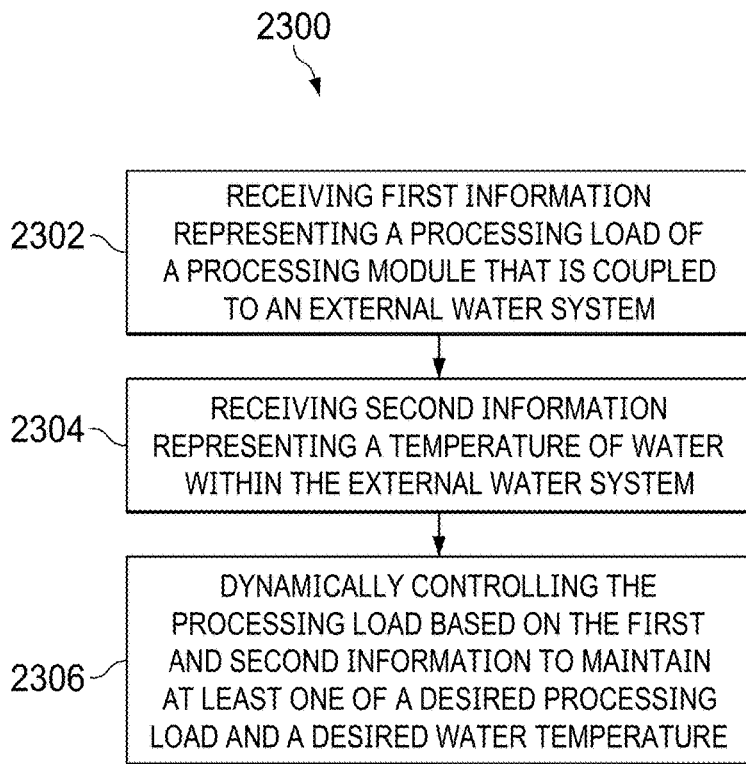 2300
2302
RECEIVING FIRST INFORMATION
REPRESENTING A PROCESSING LOAD OF
A PROCESSING MODULE THAT IS COUPLED
TO AN EXTERNAL WATER SYSTEM
2304
RECEIVING SECOND INFORMATION
REPRESENTING A TEMPERATURE OF WATER
WITHIN THE EXTERNAL WATER SYSTEM
2306
DYNAMICALLY CONTROLLING THE
PROCESSING LOAD BASED ON THE FIRST
AND SECOND INFORMATION TO MAINTAIN
AT LEAST ONE OF A DESIRED PROCESSING
LOAD AND A DESIRED WATER TEMPERATURE